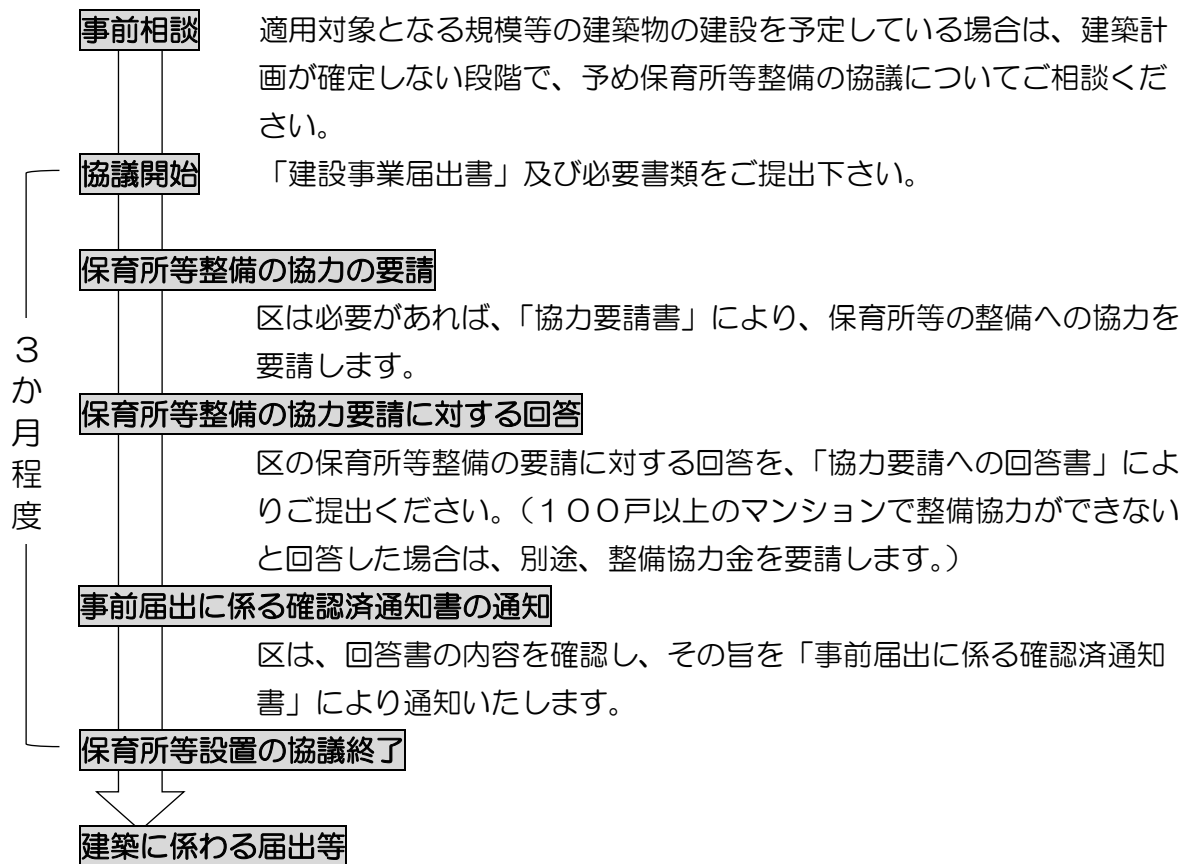 事前相談 適用対象となる規模等の建築物の建設を予定している場合は、建築計
画が確定しない段階で、予め保育所等整備の協議についてご相談くだ
さい。
協議開始 「建設事業届出書」及び必要書類をご提出下さい。
保育所等整備の協力の要請
区は必要があれば、「協力要請書」により、保育所等の整備への協力を
要請します。
保育所等整備の協力要請に対する回答
区の保育所等整備の要請に対する回答を、「協力要請への回答書」によ
りご提出ください。（１００戸以上のマンションで整備協力ができない
と回答した場合は、別途、整備協力金を要請します。）
事前届出に係る確認済通知書の通知
区は、回答書の内容を確認し、その旨を「事前届出に係る確認済通知
書」により通知いたします。
保育所等設置の協議終了
建築に係わる届出等
３か月程度